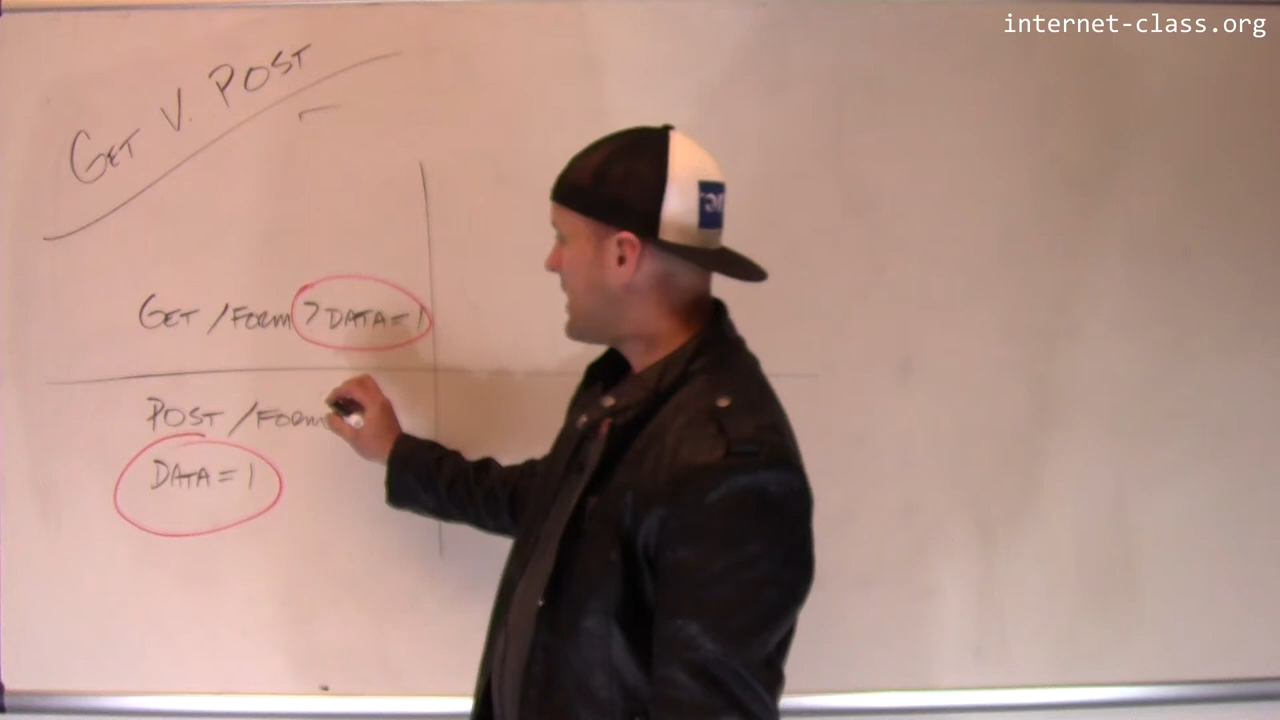 internet-class.org
GET V. POST
GET /FORM ?DATA=1
POST /FORM
DATA=1